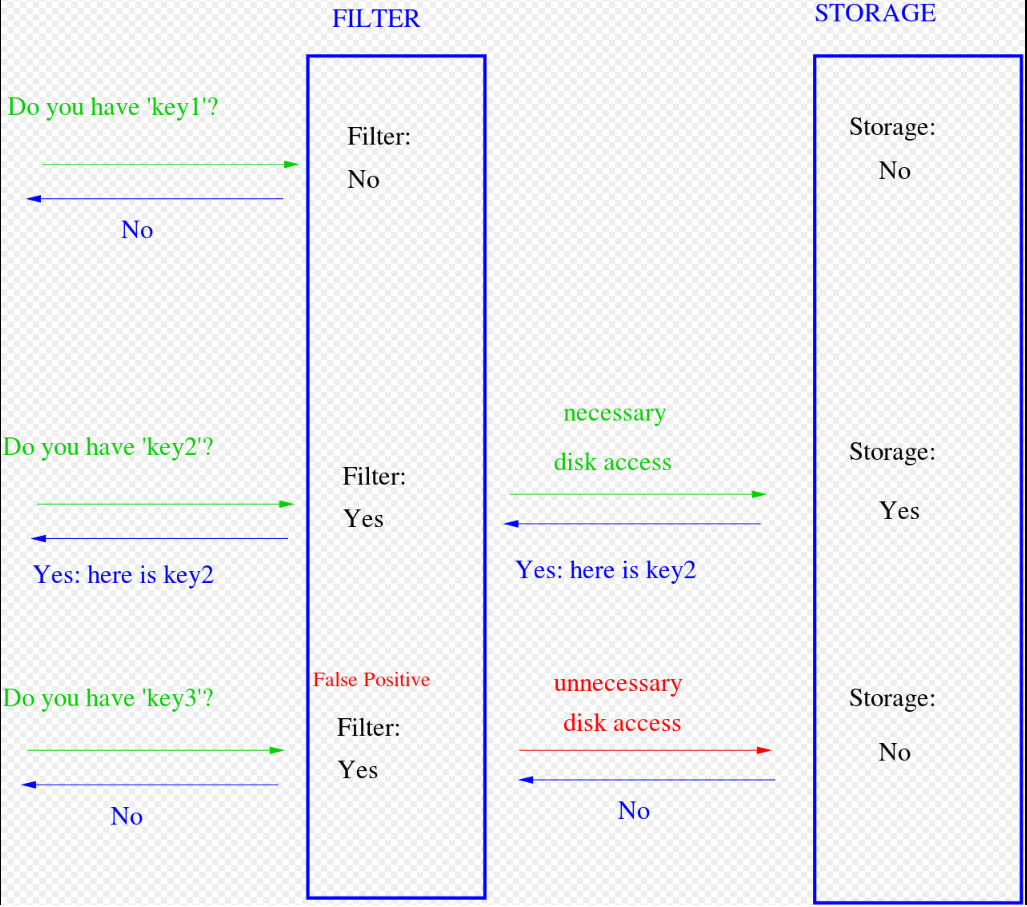 FILTER
STORAGE
Do you have 'key1'?
Filter:
No
Storage:
No
No
Do you have 'key2'?
Filter:
Yes
necessary
disk access
Storage:
Yes
Yes: here is key2
Yes: here is key2
Do you have 'key3'?
False Positive
Filter:
Yes
unnecessary
disk access
Storage:
No
No
No